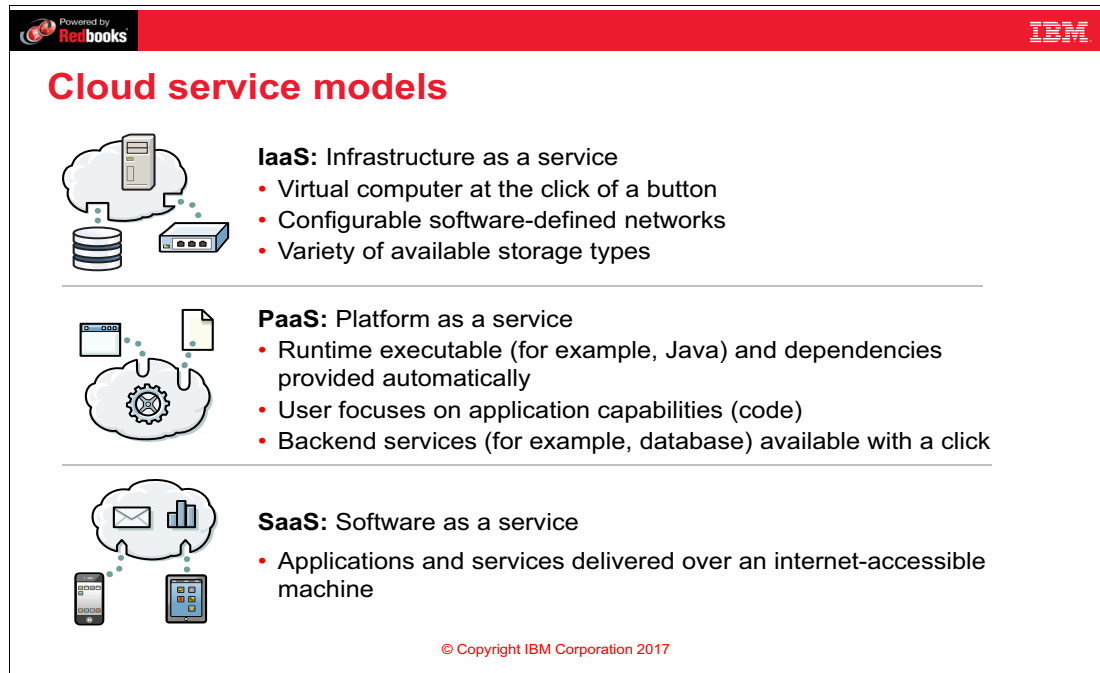 Powered by
Redbooks
IBM
Cloud service models
IaaS: Infrastructure as a service
• Virtual computer at the click of a button
• Configurable software-defined networks
• Variety of available storage types
PaaS: Platform as a service
• Runtime executable (for example, Java) and dependencies
provided automatically
• User focuses on application capabilities (code)
• Backend services (for example, database) available with a click
SaaS: Software as a service
• Applications and services delivered over an internet-accessible
machine
© Copyright IBM Corporation 2017